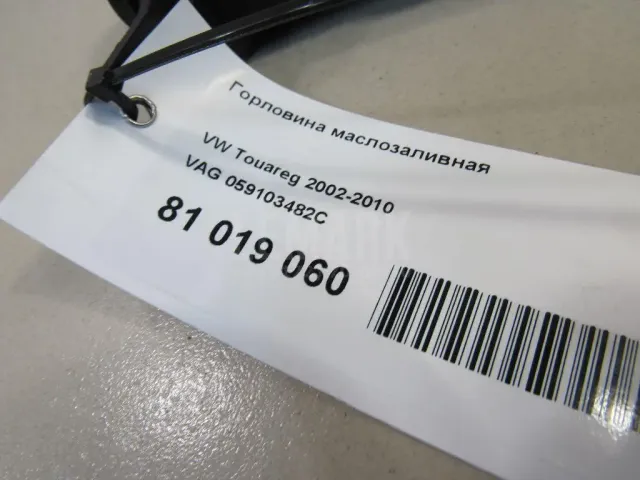 Горловина маслозаливная
VW Touareg 2002-2010
VAG 059103482C
81 019 060